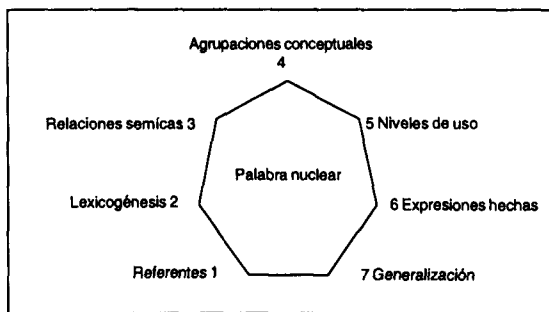 Agrupaciones conceptuales
4
Relaciones semícas 3
5 Niveles de uso
Palabra nuclear
Lexicogénesis 2
6 Expresiones hechas
Referentes 1
7 Generalización